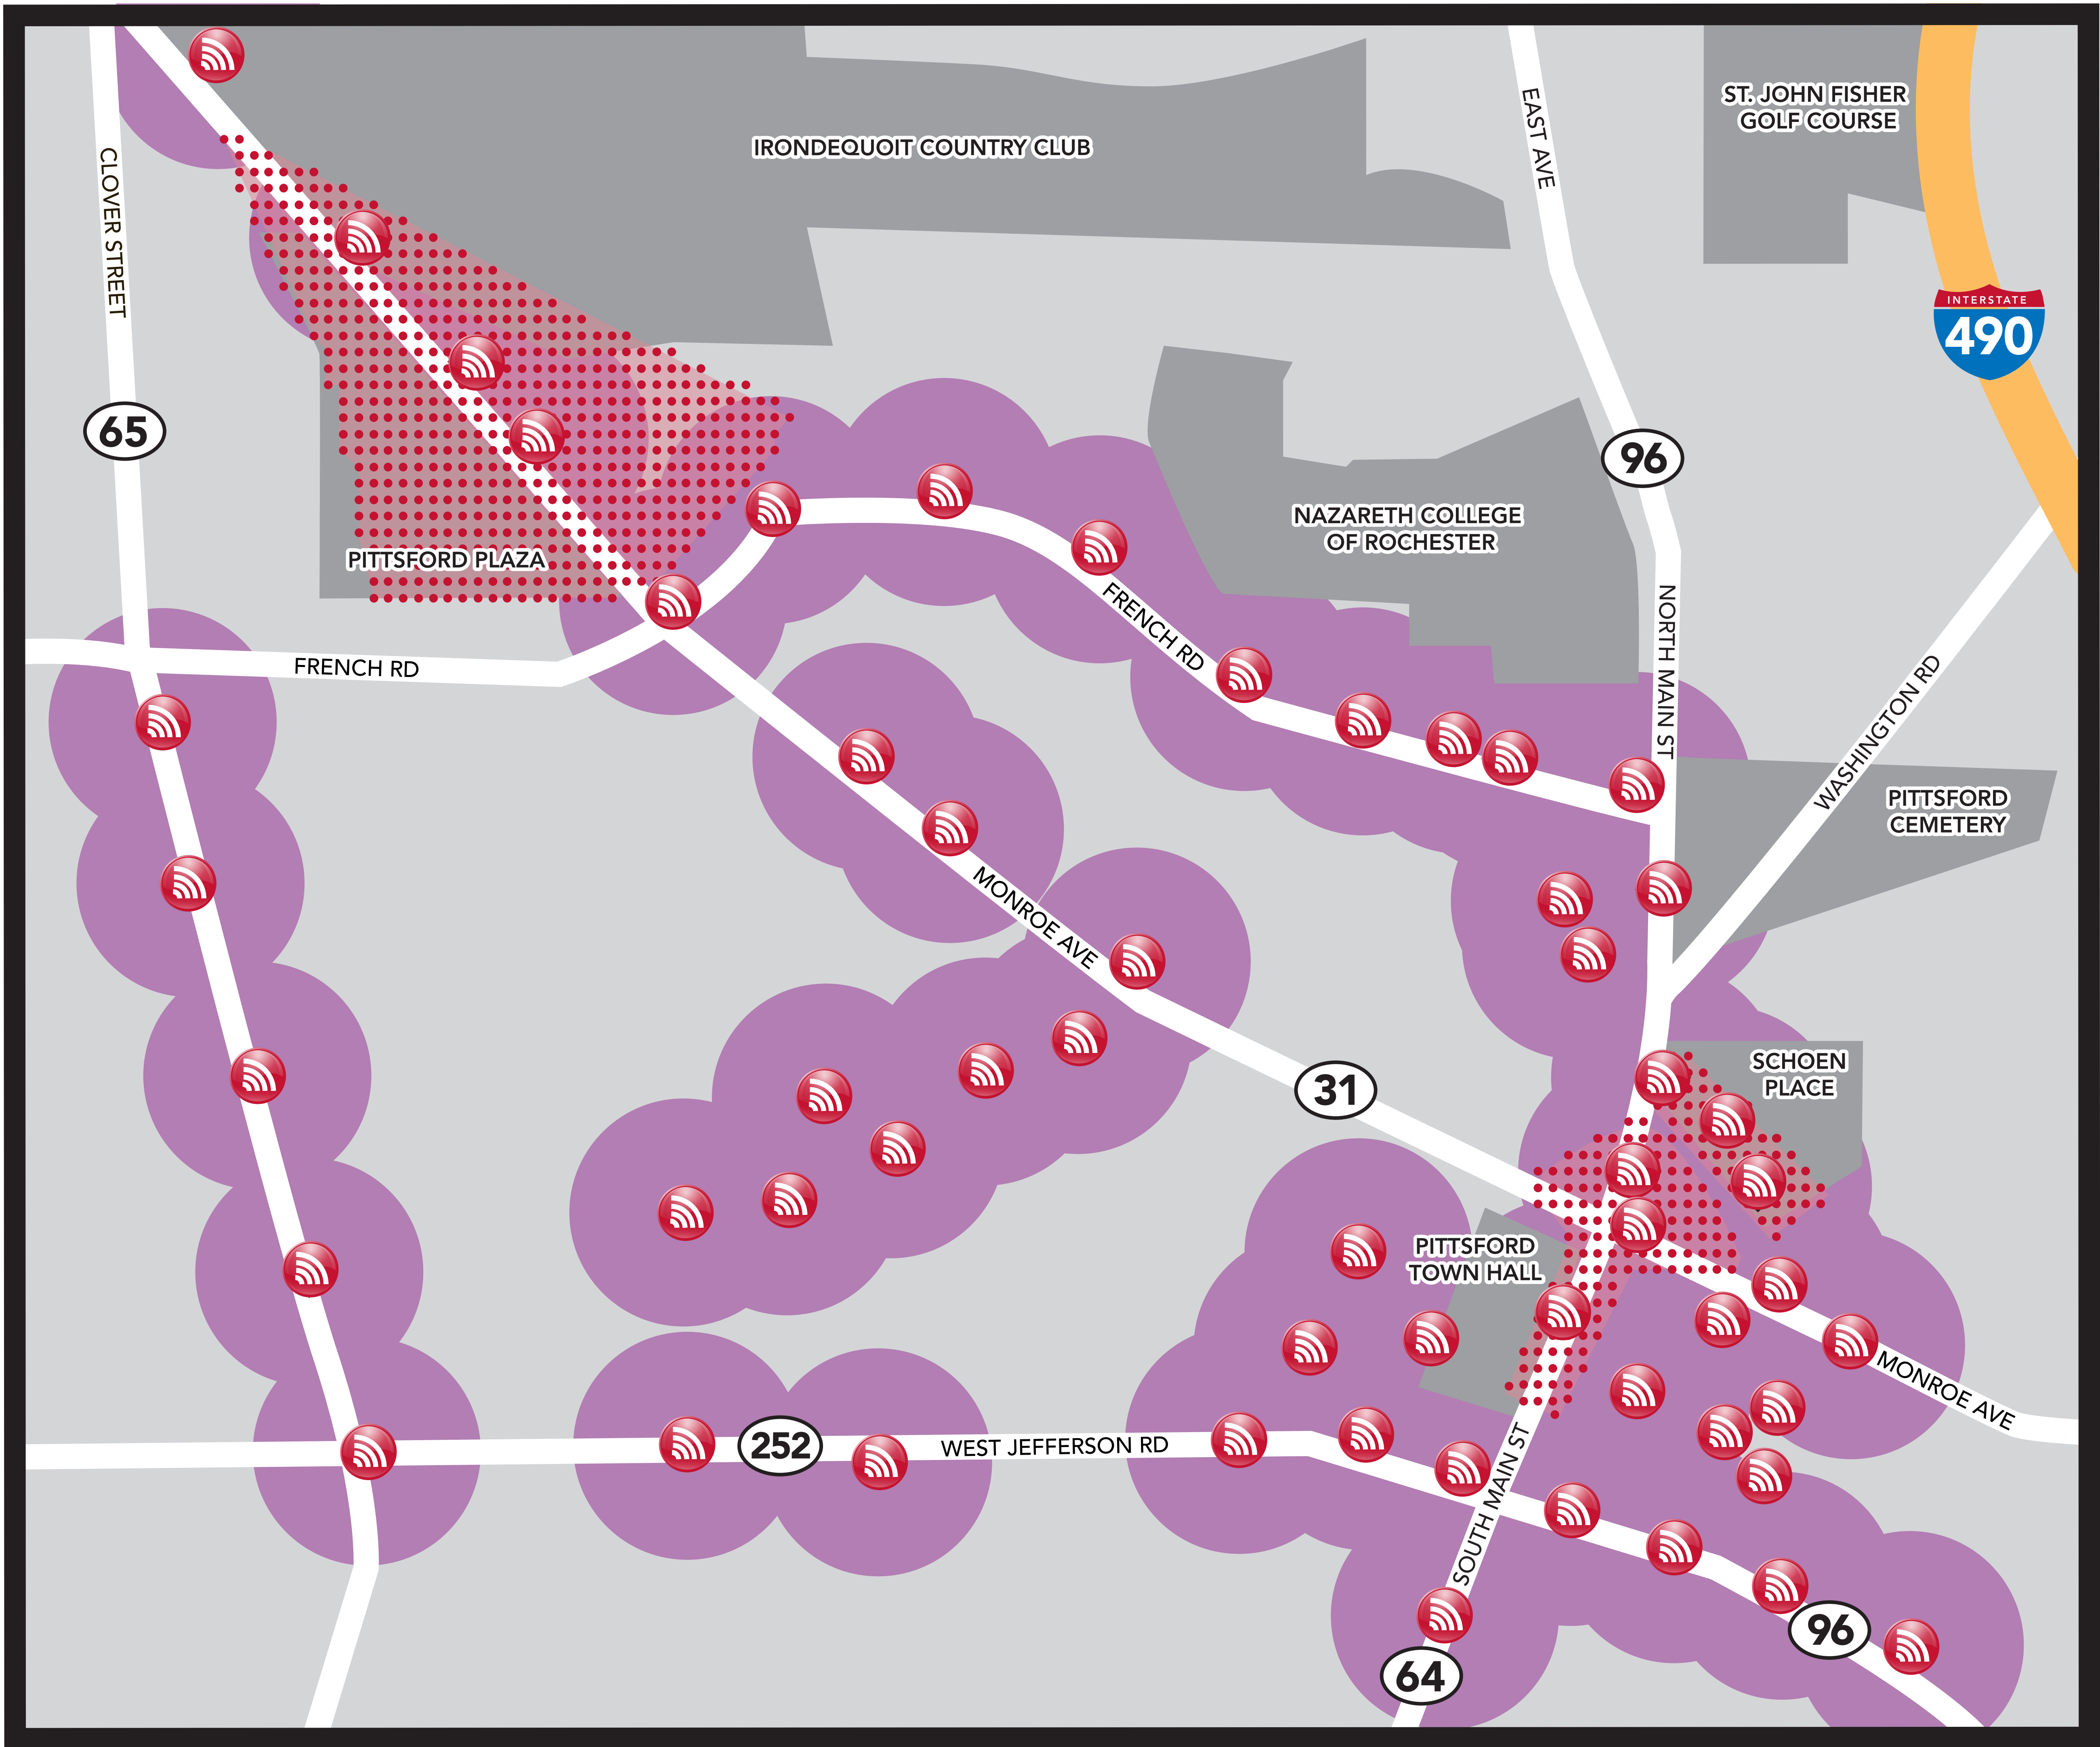 ST. JOHN FISHER
GOLF COURSE
EAST AVE
IRONDEQUOIT COUNTRY CLUB
CLOVER STREET
INTERSTATE
490
65
96
NAZARETH COLLEGE
OF ROCHESTER
PITTSFORD PLAZA
FRENCH RD
FRENCH RD
NORTH MAIN ST
WASHINGTON RD
PITTSFORD
CEMETERY
MONROE AVE
31
SCHOEN
PLACE
PITTSFORD
TOWN HALL
MONROE AVE
252
WEST JEFFERSON RD
SOUTH MAIN ST
96
64